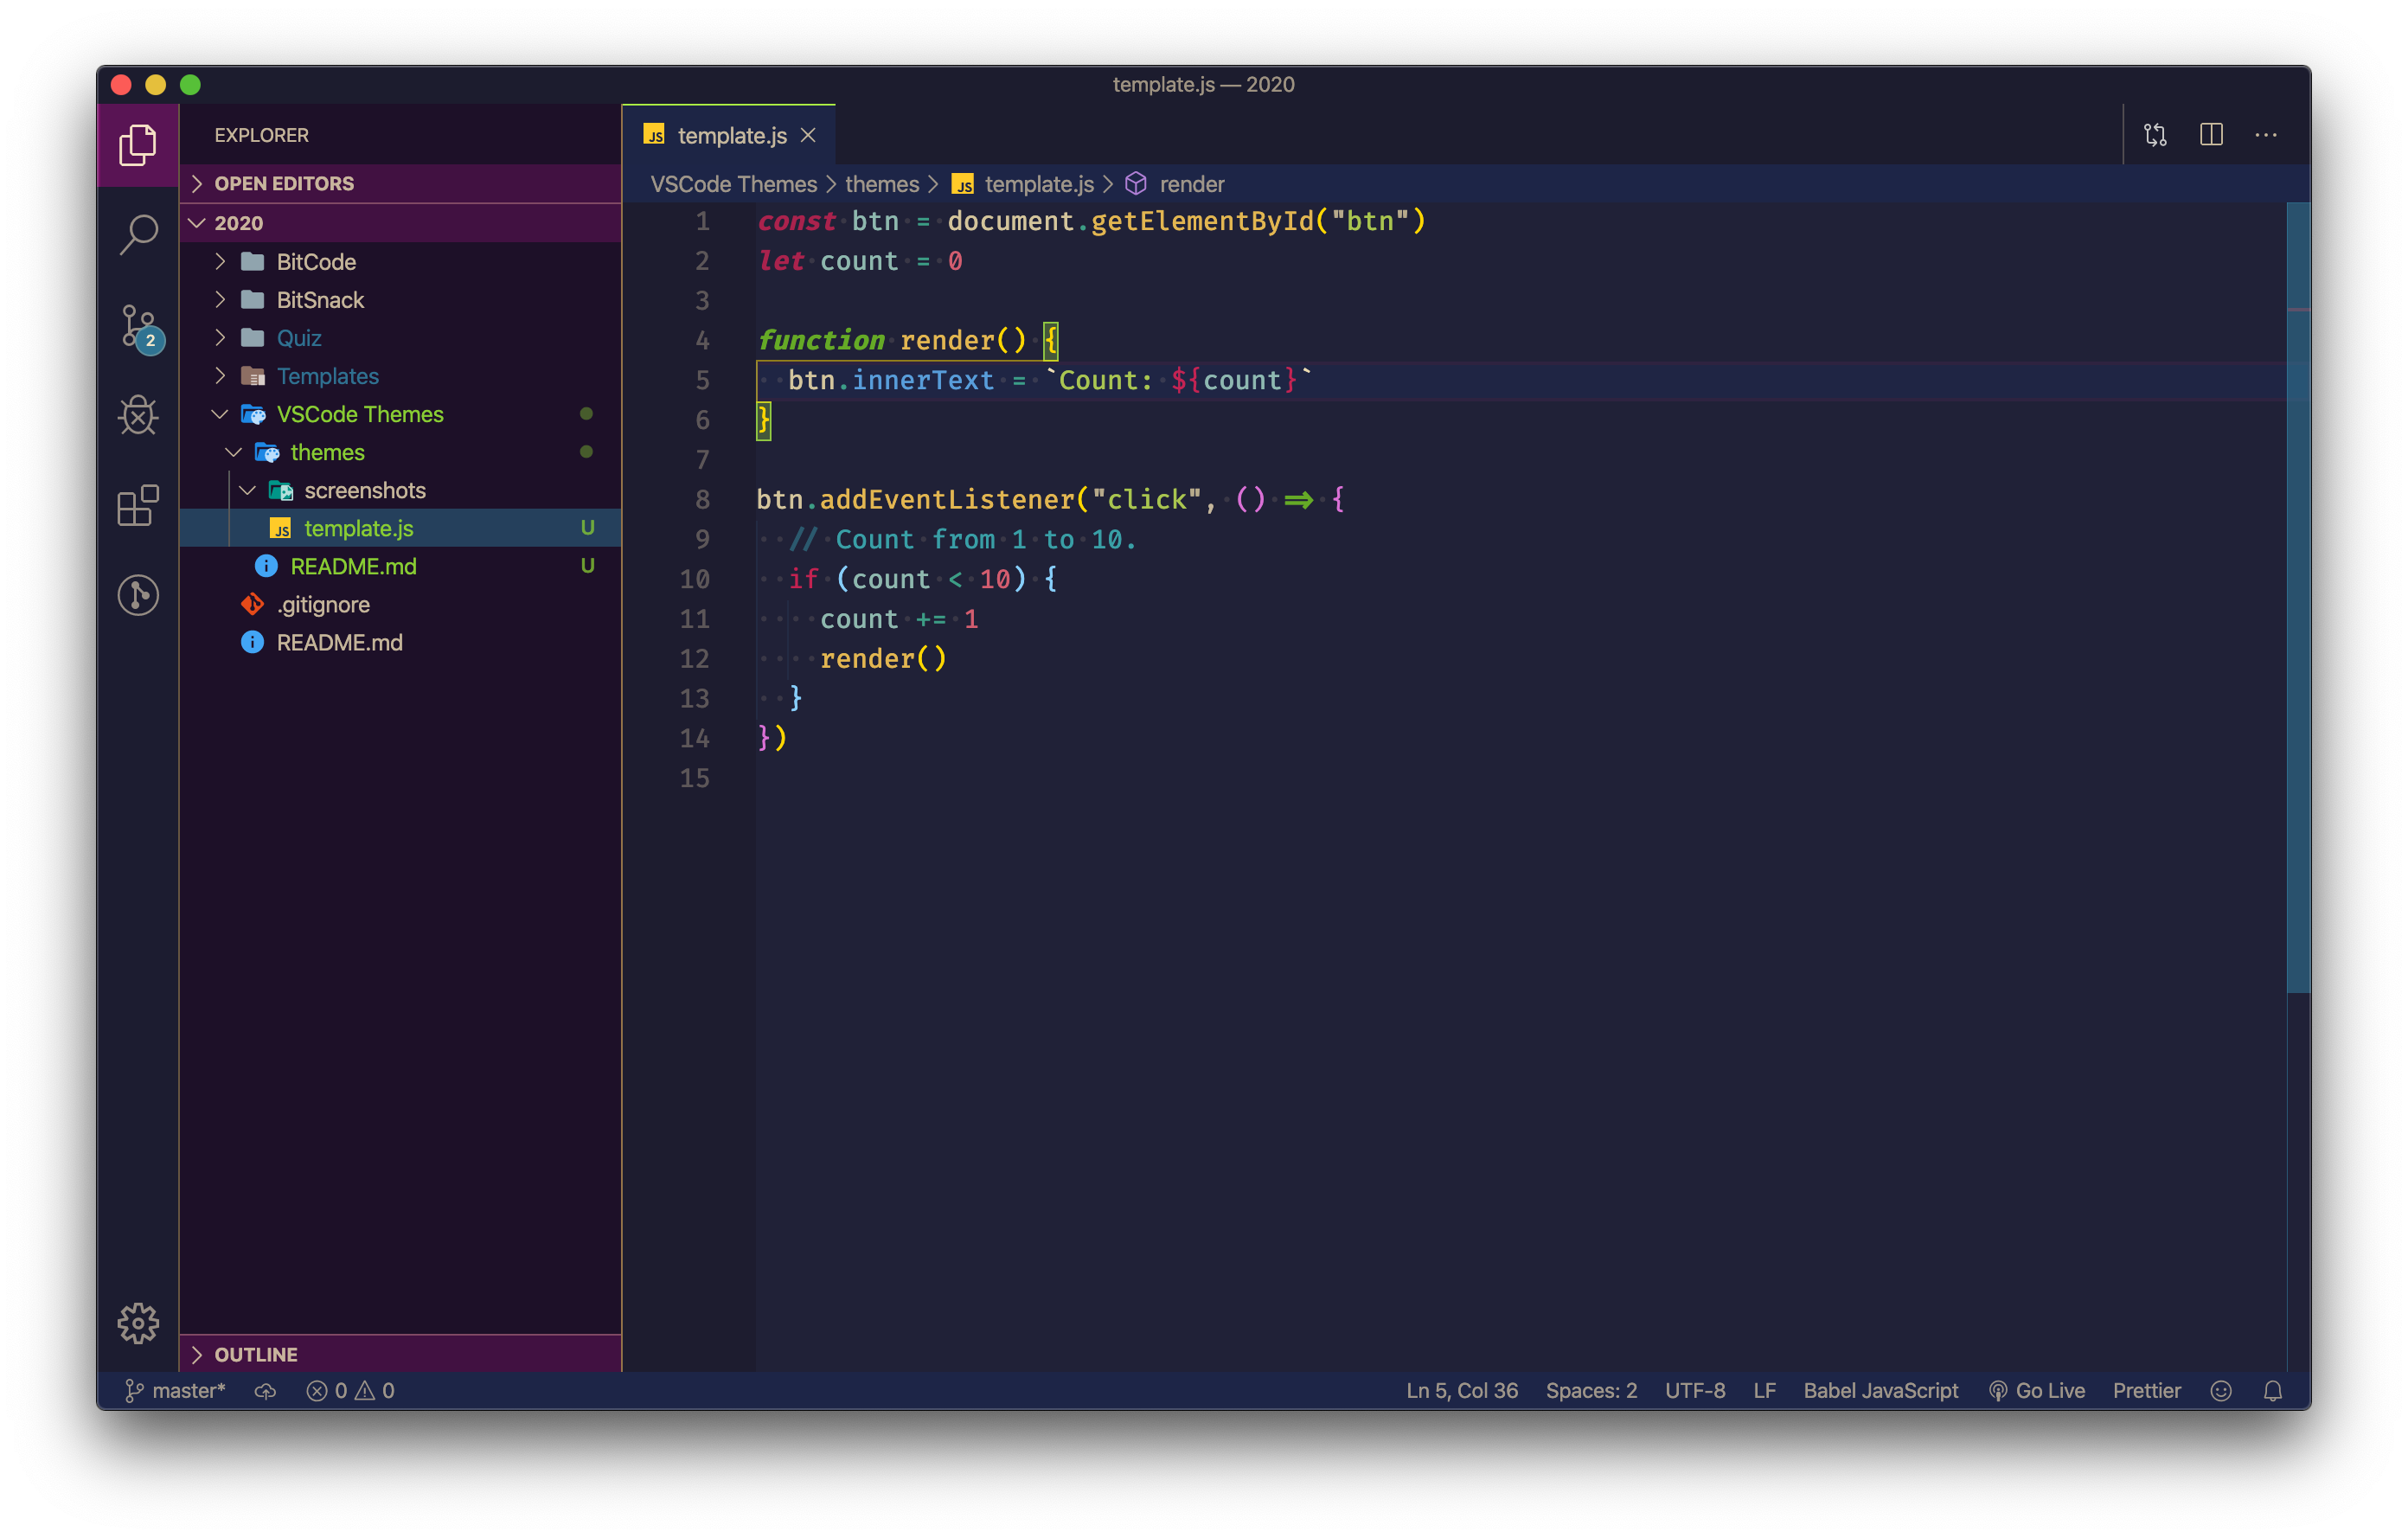 template.js — 2020
EXPLORER
OPEN EDITORS
2020
BitCode
BitSnack
Quiz
Templates
VSCode Themes
themes
screenshots
JS template.js U
README.md U
.gitignore
README.md
OUTLINE
2
JS template.js
VSCode Themes > themes > JS template.js > render
1 const btn = document.getElementById("btn")
2 let count = 0
3
4 function render() {
5 btn.innerText = `Count: ${count}`
6 }
7
8 btn.addEventListener("click", () => {
9 // Count from 1 to 10.
10 if (count < 10) {
11 count += 1
12 render()
13 }
14 })
15
master* 0 0 Ln 5, Col 36 Spaces: 2 UTF-8 LF Babel JavaScript Go Live Prettier